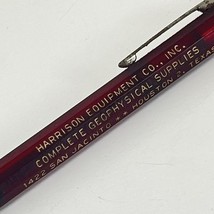 HARRISON EQUIPMENT CO., INC.
COMPLETE GEOPHYSICAL SUPPLIES
1422 SAN JACINTO ** HOUSTON 2, TEXAS